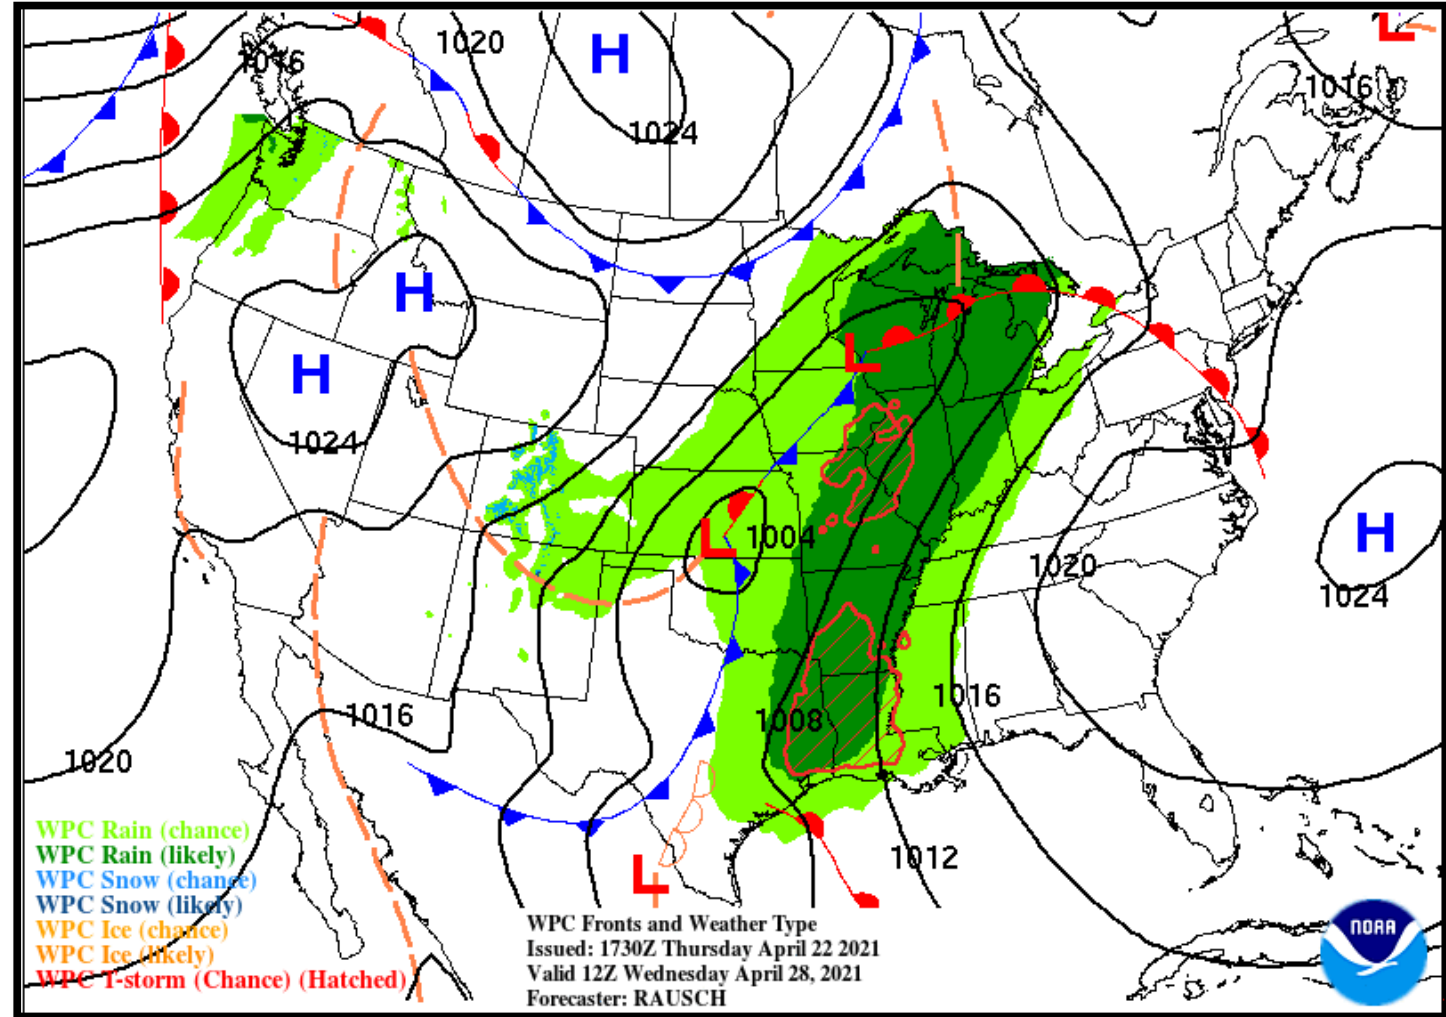 1020
H
L
1016
1016
1024
H
H
L
1024
L
1004
H
1020
1024
1016
1016
1008
1020
1012
L
WPC Rain (chance)
WPC Rain (likely)
WPC Snow (chance)
WPC Snow (likely)
WPC Ice (chance)
WPC Ice (likely)
WPC T-storm (Chance) (Hatched)
WPC Fronts and Weather Type
Issued: 1730Z Thursday April 22 2021
Valid 12Z Wednesday April 28, 2021
Forecaster: RAUSCH
NOAA